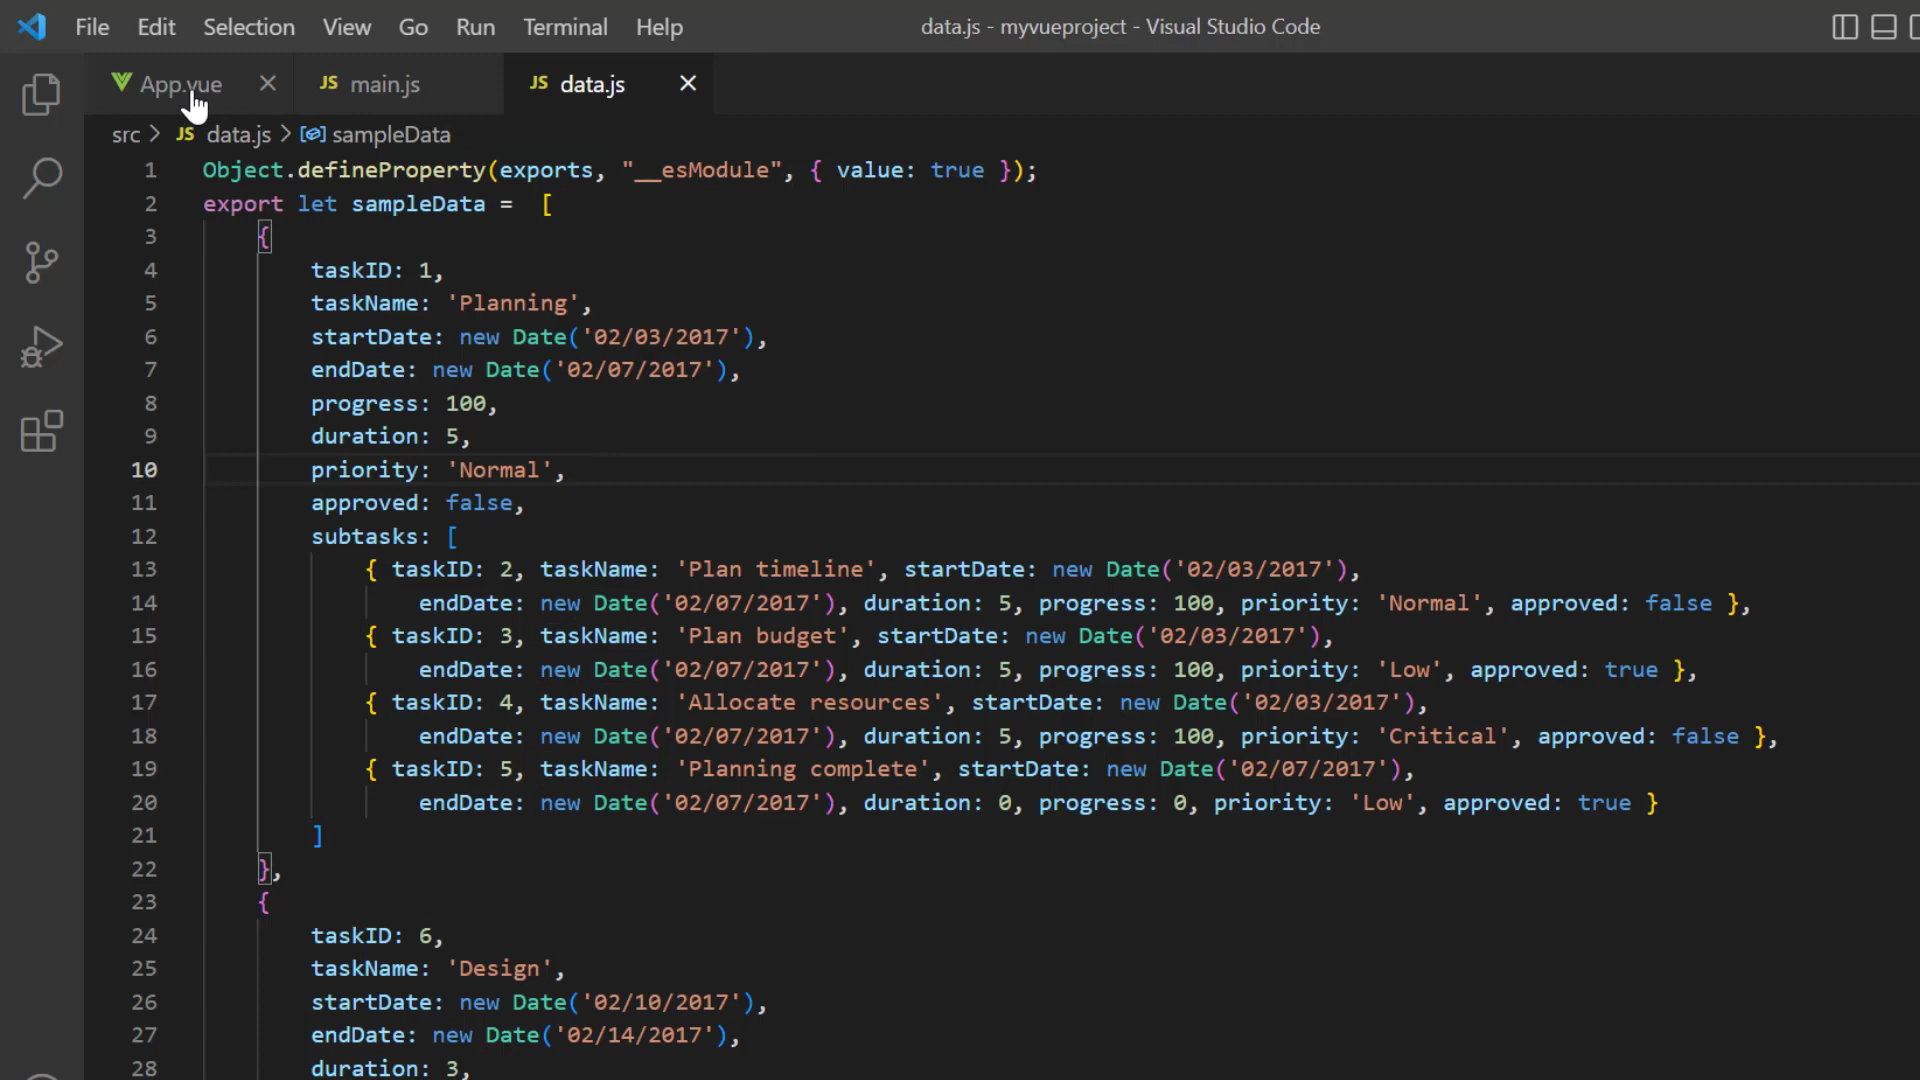 File Edit Selection View Go Run Terminal Help data.js - myvueproject - Visual Studio Code
App.vue JS main.js JS data.js
src > JS data.js > sampleData
1 Object.defineProperty(exports, "__esModule", { value: true });
2 export let sampleData =  [
3 {
4 taskID: 1,
5 taskName: 'Planning',
6 startDate: new Date('02/03/2017'),
7 endDate: new Date('02/07/2017'),
8 progress: 100,
9 duration: 5,
10 priority: 'Normal',
11 approved: false,
12 subtasks: [
13 { taskID: 2, taskName: 'Plan timeline', startDate: new Date('02/03/2017'),
14 endDate: new Date('02/07/2017'), duration: 5, progress: 100, priority: 'Normal', approved: false },
15 { taskID: 3, taskName: 'Plan budget', startDate: new Date('02/03/2017'),
16 endDate: new Date('02/07/2017'), duration: 5, progress: 100, priority: 'Low', approved: true },
17 { taskID: 4, taskName: 'Allocate resources', startDate: new Date('02/03/2017'),
18 endDate: new Date('02/07/2017'), duration: 5, progress: 100, priority: 'Critical', approved: false },
19 { taskID: 5, taskName: 'Planning complete', startDate: new Date('02/07/2017'),
20 endDate: new Date('02/07/2017'), duration: 0, progress: 0, priority: 'Low', approved: true }
21 ]
22 },
23 {
24 taskID: 6,
25 taskName: 'Design',
26 startDate: new Date('02/10/2017'),
27 endDate: new Date('02/14/2017'),
28 duration: 3,